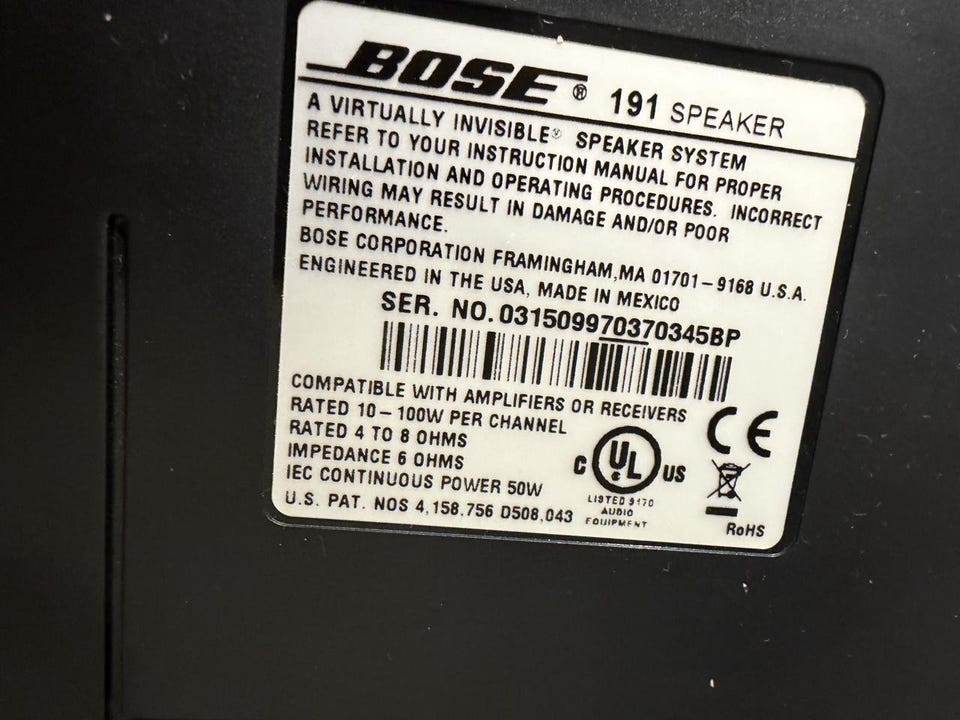 BOSE® 191 SPEAKER
A VIRTUALLY INVISIBLE® SPEAKER SYSTEM
REFER TO YOUR INSTRUCTION MANUAL FOR PROPER
INSTALLATION AND OPERATING PROCEDURES. INCORRECT
WIRING MAY RESULT IN DAMAGE AND/OR POOR
PERFORMANCE.
BOSE CORPORATION FRAMINGHAM,MA 01701-9168 U.S.A.
ENGINEERED IN THE USA, MADE IN MEXICO
SER. NO. 031509970370345BP
COMPATIBLE WITH AMPLIFIERS OR RECEIVERS
RATED 10-100W PER CHANNEL
RATED 4 TO 8 OHMS
IMPEDANCE 6 OHMS
IEC CONTINUOUS POWER 50W
U.S. PAT. NOS 4,158,756 D508,043
C UL US
LISTED 3170
AUDIO
EQUIPMENT
CE
RoHS